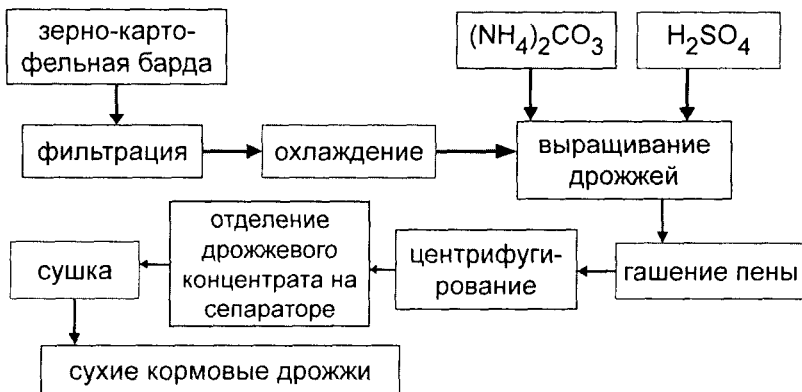 зерно-карто-
фельная барда
(NH₄)₂CO₃
H₂SO₄
фильтрация
охлаждение
выращивание
дрожжей
отделение
дрожжевого
концентрата на
сепараторе
сушка
центрифуги-
рование
гашение пены
сухие кормовые дрожжи